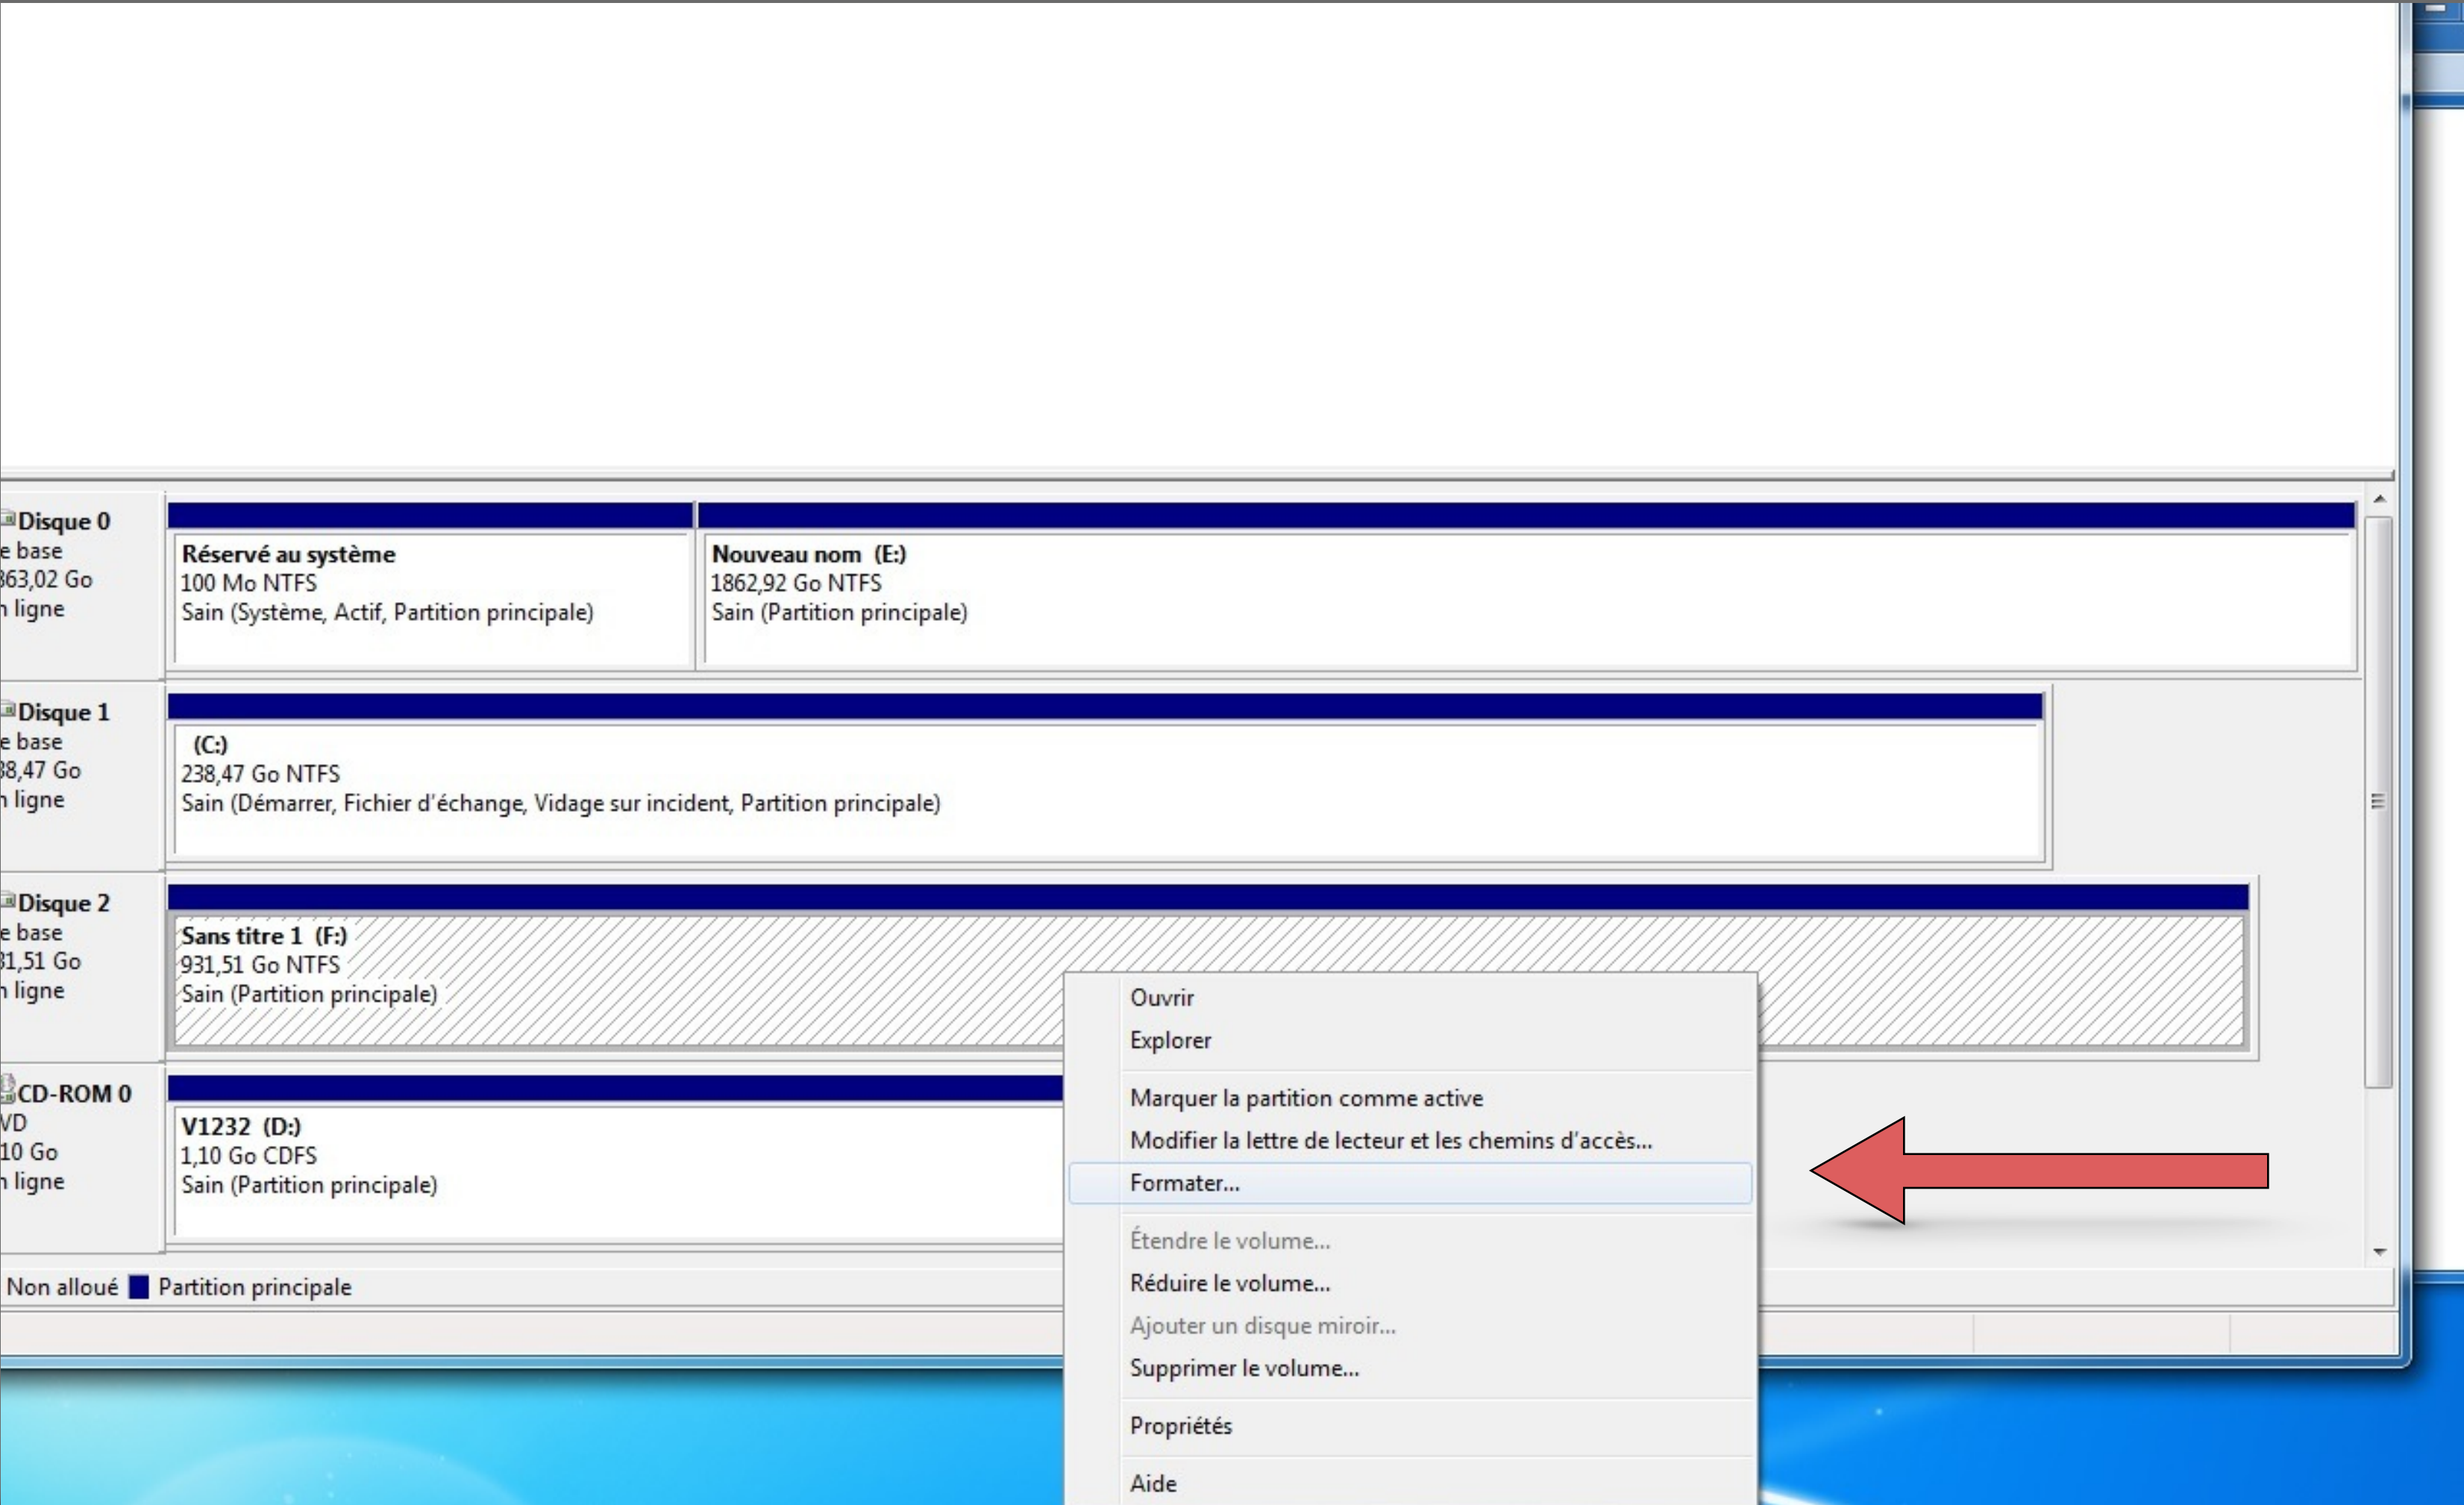 Disque 0
e base
863,02 Go
n ligne
Réservé au système
100 Mo NTFS
Sain (Système, Actif, Partition principale)
Nouveau nom (E:)
1862,92 Go NTFS
Sain (Partition principale)
Disque 1
e base
38,47 Go
n ligne
(C:)
238,47 Go NTFS
Sain (Démarrer, Fichier d'échange, Vidage sur incident, Partition principale)
Disque 2
e base
31,51 Go
n ligne
Sans titre 1 (F:)
931,51 Go NTFS
Sain (Partition principale)
CD-ROM 0
VD
10 Go
n ligne
V1232 (D:)
1,10 Go CDFS
Sain (Partition principale)
Non alloué
Partition principale
Ouvrir
Explorer
Marquer la partition comme active
Modifier la lettre de lecteur et les chemins d'accès...
Formater...
Étendre le volume...
Réduire le volume...
Ajouter un disque miroir...
Supprimer le volume...
Propriétés
Aide